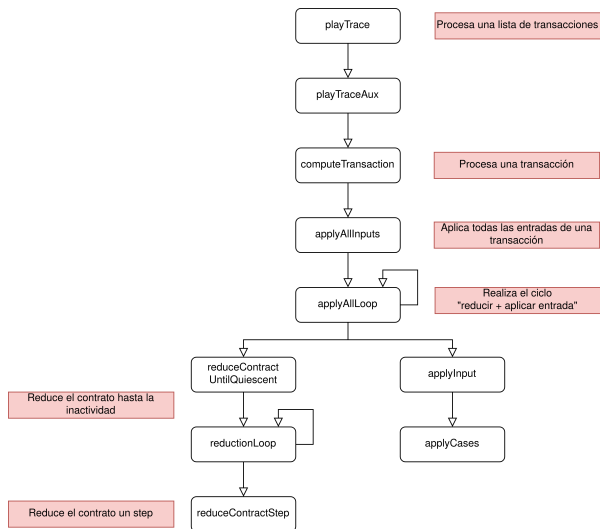 playTrace
Procesa una lista de transacciones
playTraceAux
computeTransaction
Procesa una transacción
applyAllInputs
Aplica todas las entradas de una
transacción
applyAllLoop
Realiza el ciclo
"reducir + aplicar entrada"
reduceContract
UntilQuiescent
applyInput
Reduce el contrato hasta la
inactividad
reductionLoop
applyCases
Reduce el contrato un step
reduceContractStep